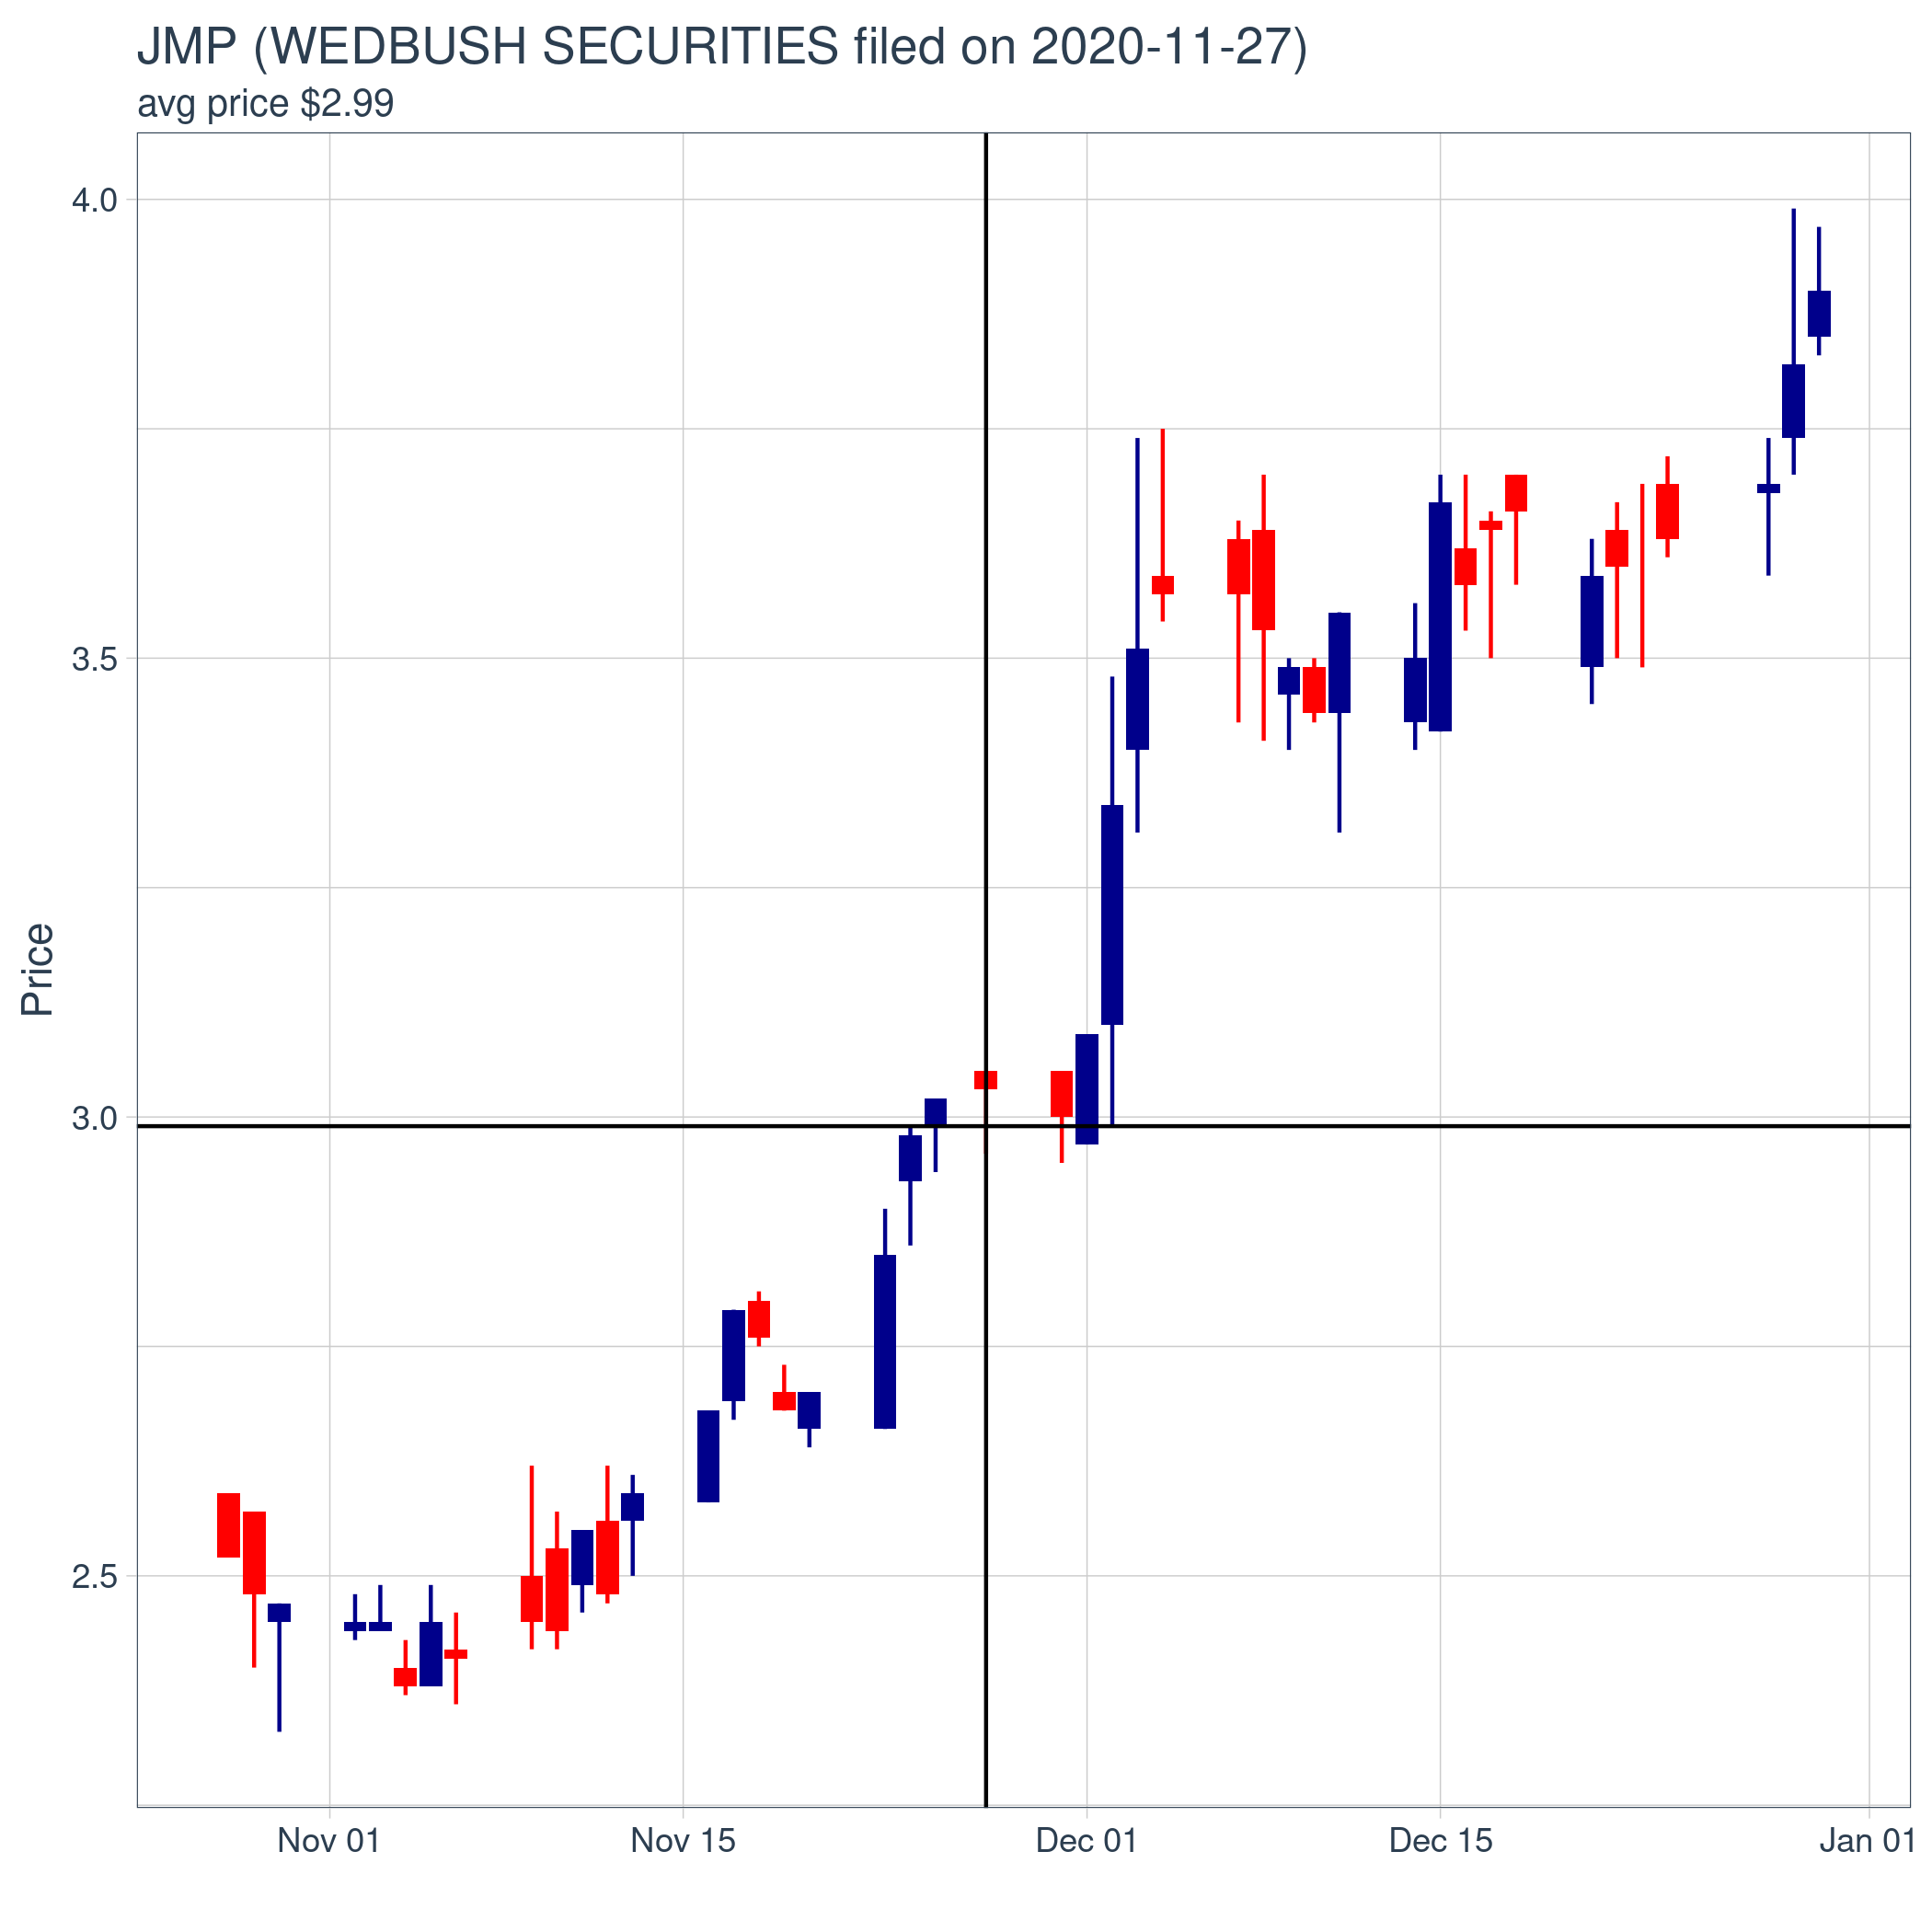 JMP (WEDBUSH SECURITIES filed on 2020-11-27)
avg price $2.99
4.0
3.5
3.0
2.5
Price
Nov 01 Nov 15 Dec 01 Dec 15 Jan 01